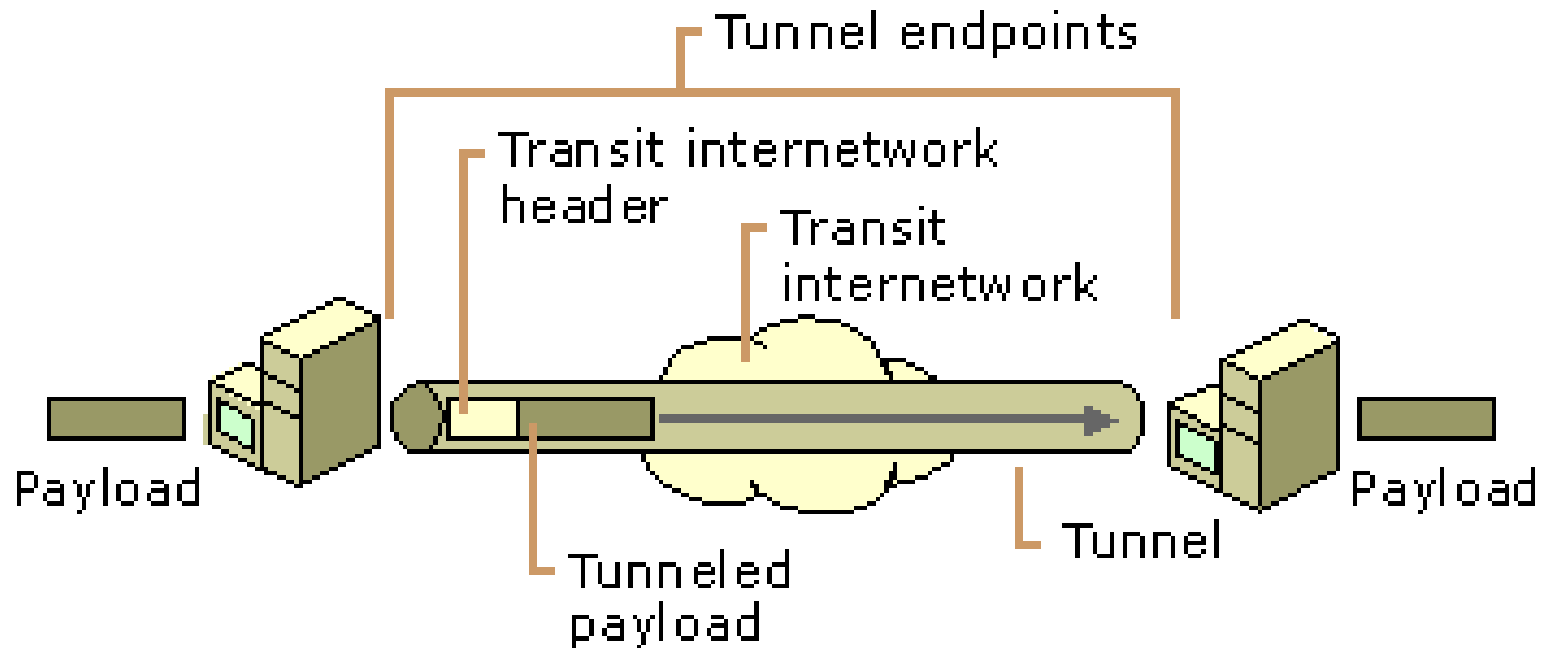 Tunnel endpoints
Transit internetwork
header
Transit
internetwork
Payload
Payload
Tunnel
Tunneled
payload